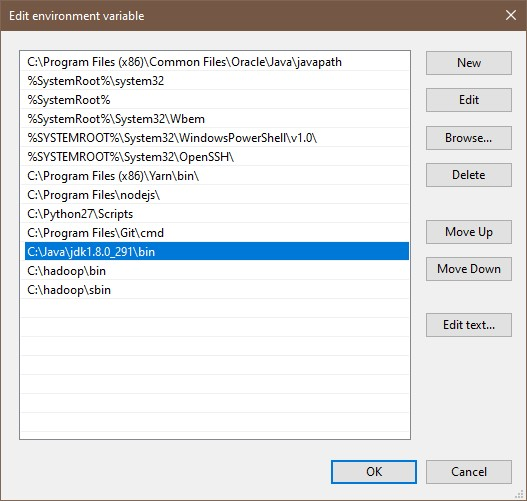 Edit environment variable
C:\Program Files (x86)\Common Files\Oracle\Java\javapath
%SystemRoot%\system32
%SystemRoot%
%SystemRoot%\System32\Wbem
%SYSTEMROOT%\System32\WindowsPowerShell\v1.0\
%SYSTEMROOT%\System32\OpenSSH\
C:\Program Files (x86)\Yarn\bin\
C:\Program Files\nodejs\
C:\Python27\Scripts
C:\Program Files\Git\cmd
C:\Java\jdk1.8.0_291\bin
C:\hadoop\bin
C:\hadoop\sbin
New
Edit
Browse...
Delete
Move Up
Move Down
Edit text...
OK
Cancel